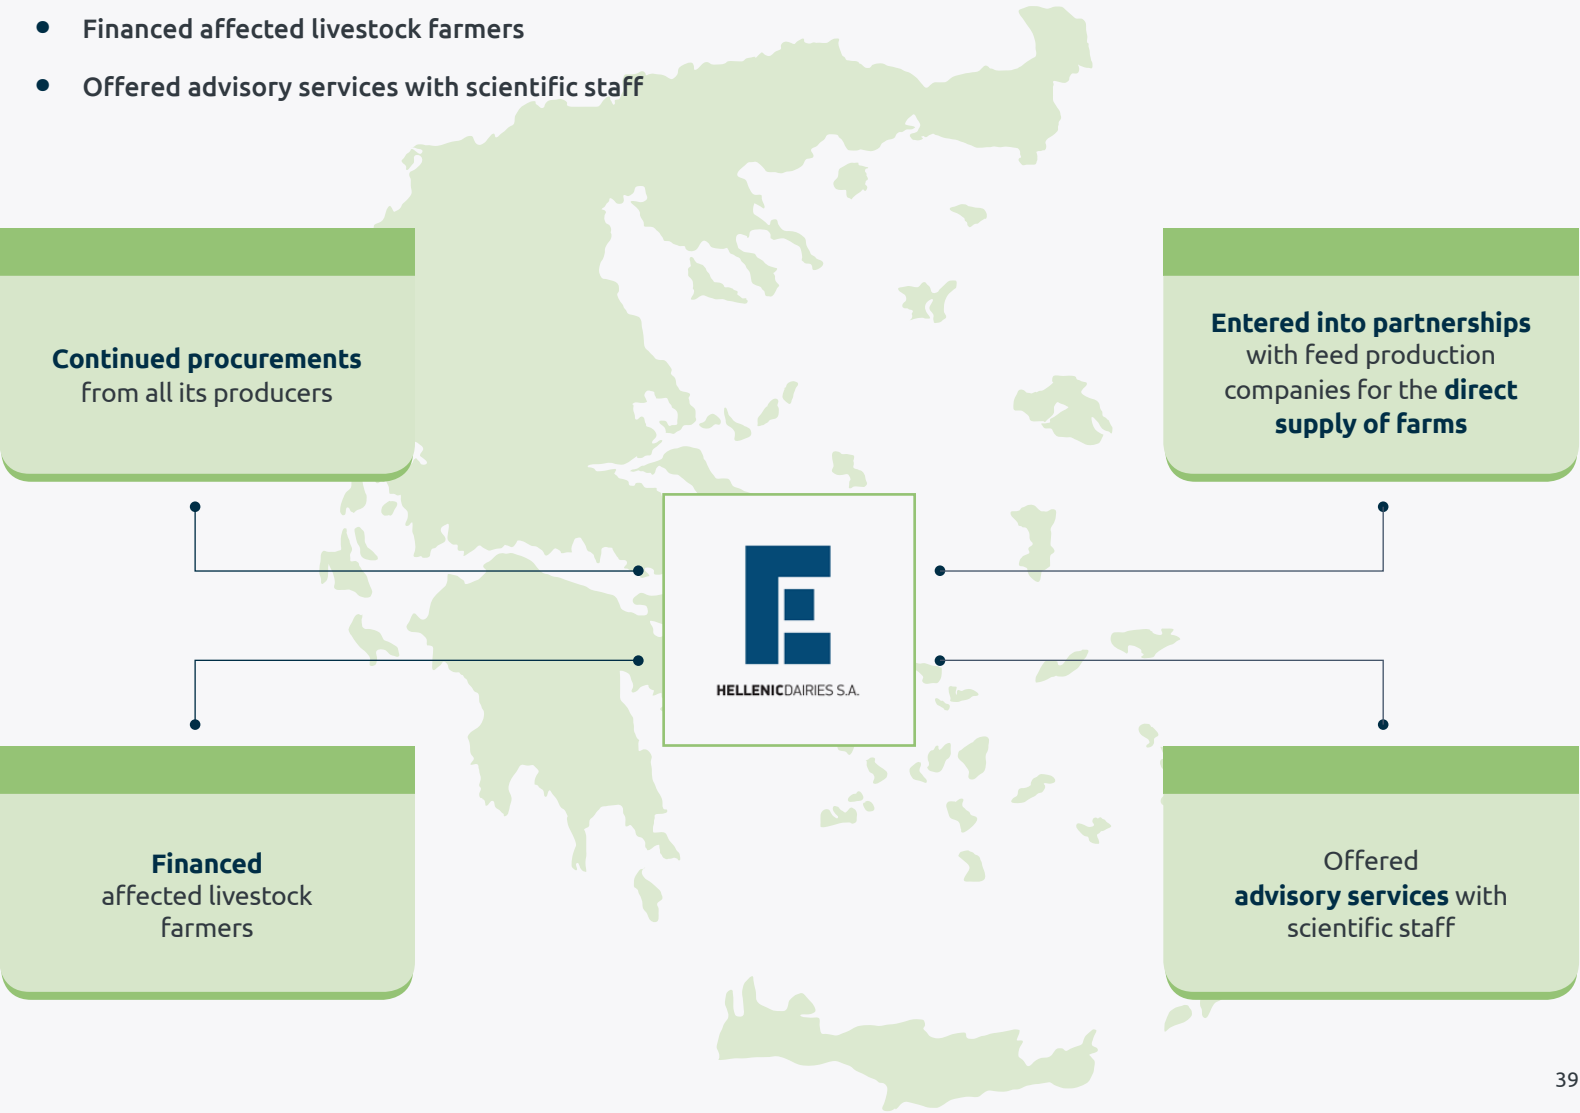 Financed affected livestock farmers
Offered advisory services with scientific staff
Continued procurements
from all its producers
Entered into partnerships
with feed production
companies for the direct
supply of farms
HELLENICDAIRIES S.A.
Financed
affected livestock
farmers
Offered
advisory services with
scientific staff
39